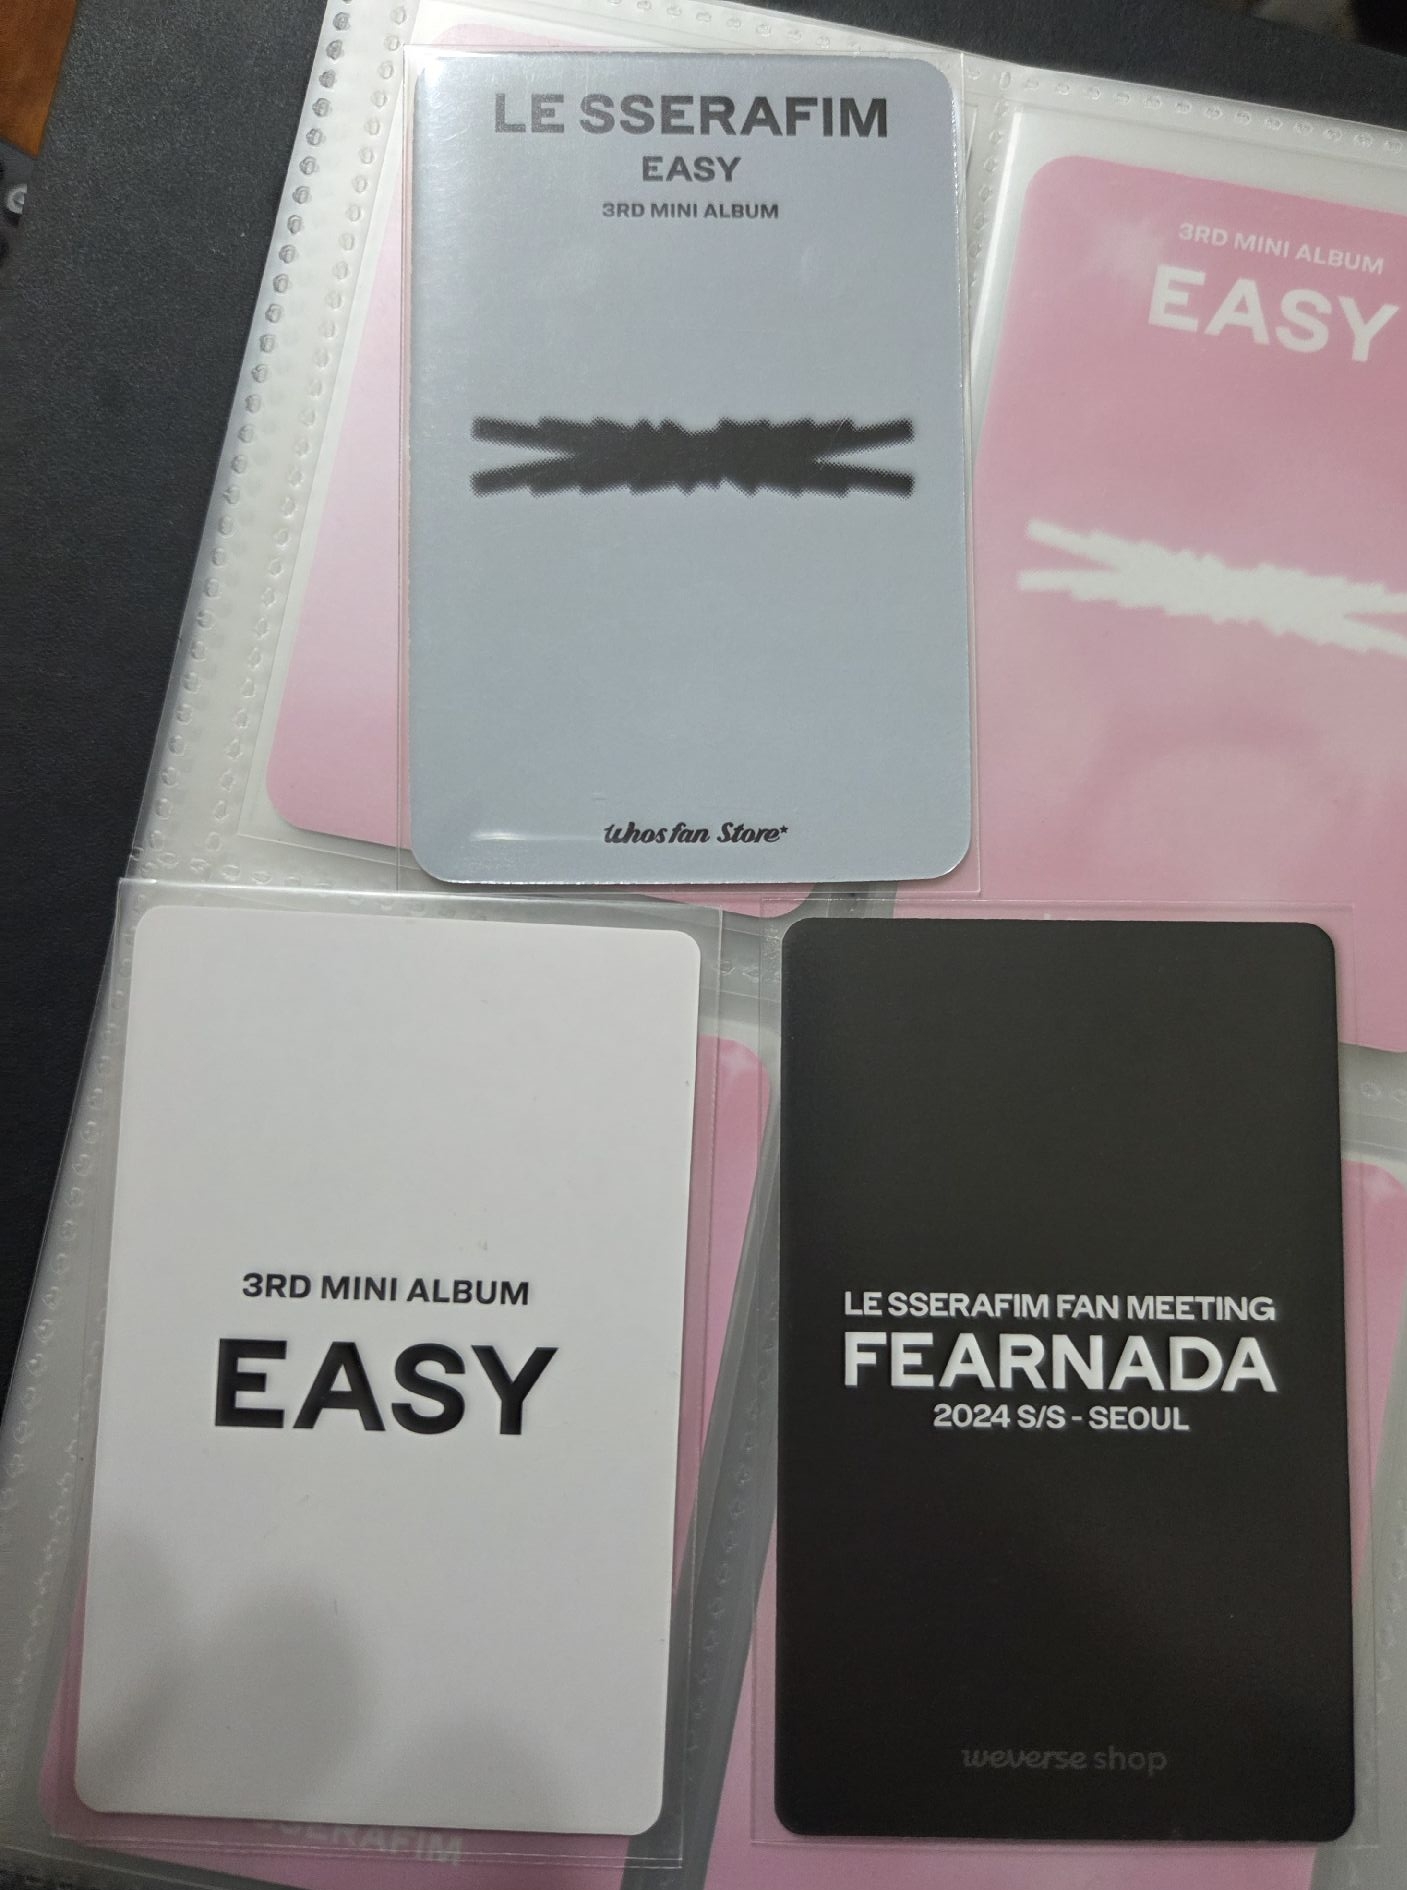 LE SSERAFIM
EASY
3RD MINI ALBUM
whosfan Store*
3RD MINI ALBUM
EASY
3RD MINI ALBUM
EASY
LE SSERAFIM FAN MEETING
FEARNADA
2024 S/S - SEOUL
weverse shop
SSERAFIM